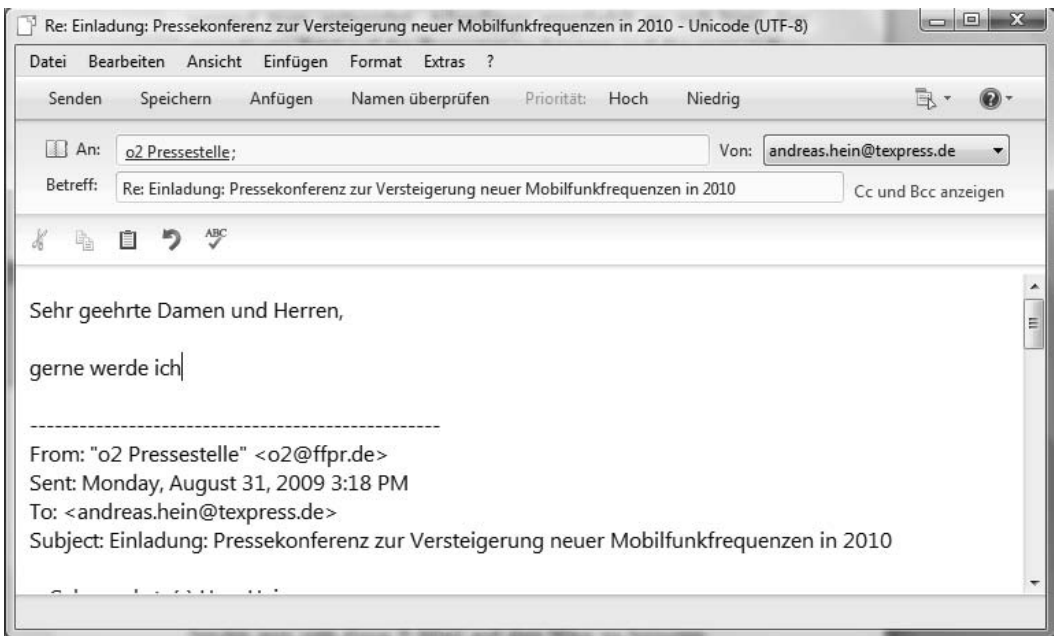 Re: Einladung: Pressekonferenz zur Versteigerung neuer Mobilfunkfrequenzen in 2010 - Unicode (UTF-8)
Datei Bearbeiten Ansicht Einfügen Format Extras ?
Senden Speichern Anfügen Namen überprüfen Priorität: Hoch Niedrig
An: o2 Pressestelle; Von: andreas.hein@texpress.de
Betreff: Re: Einladung: Pressekonferenz zur Versteigerung neuer Mobilfunkfrequenzen in 2010 Cc und Bcc anzeigen
ABC
Sehr geehrte Damen und Herren,
gerne werde ich
--------------------------------------------------
From: "o2 Pressestelle" <o2@ffpr.de>
Sent: Monday, August 31, 2009 3:18 PM
To: <andreas.hein@texpress.de>
Subject: Einladung: Pressekonferenz zur Versteigerung neuer Mobilfunkfrequenzen in 2010